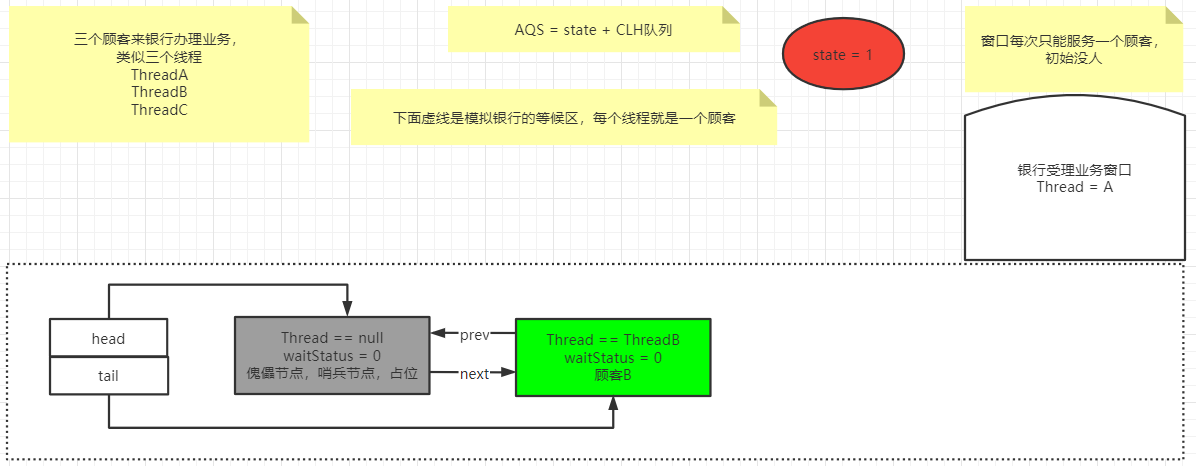 三个顾客来银行办理业务，
类似三个线程
ThreadA
ThreadB
ThreadC
AQS = state + CLH队列
下面虚线是模拟银行的等候区，每个线程就是一个顾客
state = 1
窗口每次只能服务一个顾客，
初始没人
银行受理业务窗口
Thread = A
head
tail
Thread == null
waitStatus = 0
傀儡节点，哨兵节点，占位
prev
next
Thread == ThreadB
waitStatus = 0
顾客B